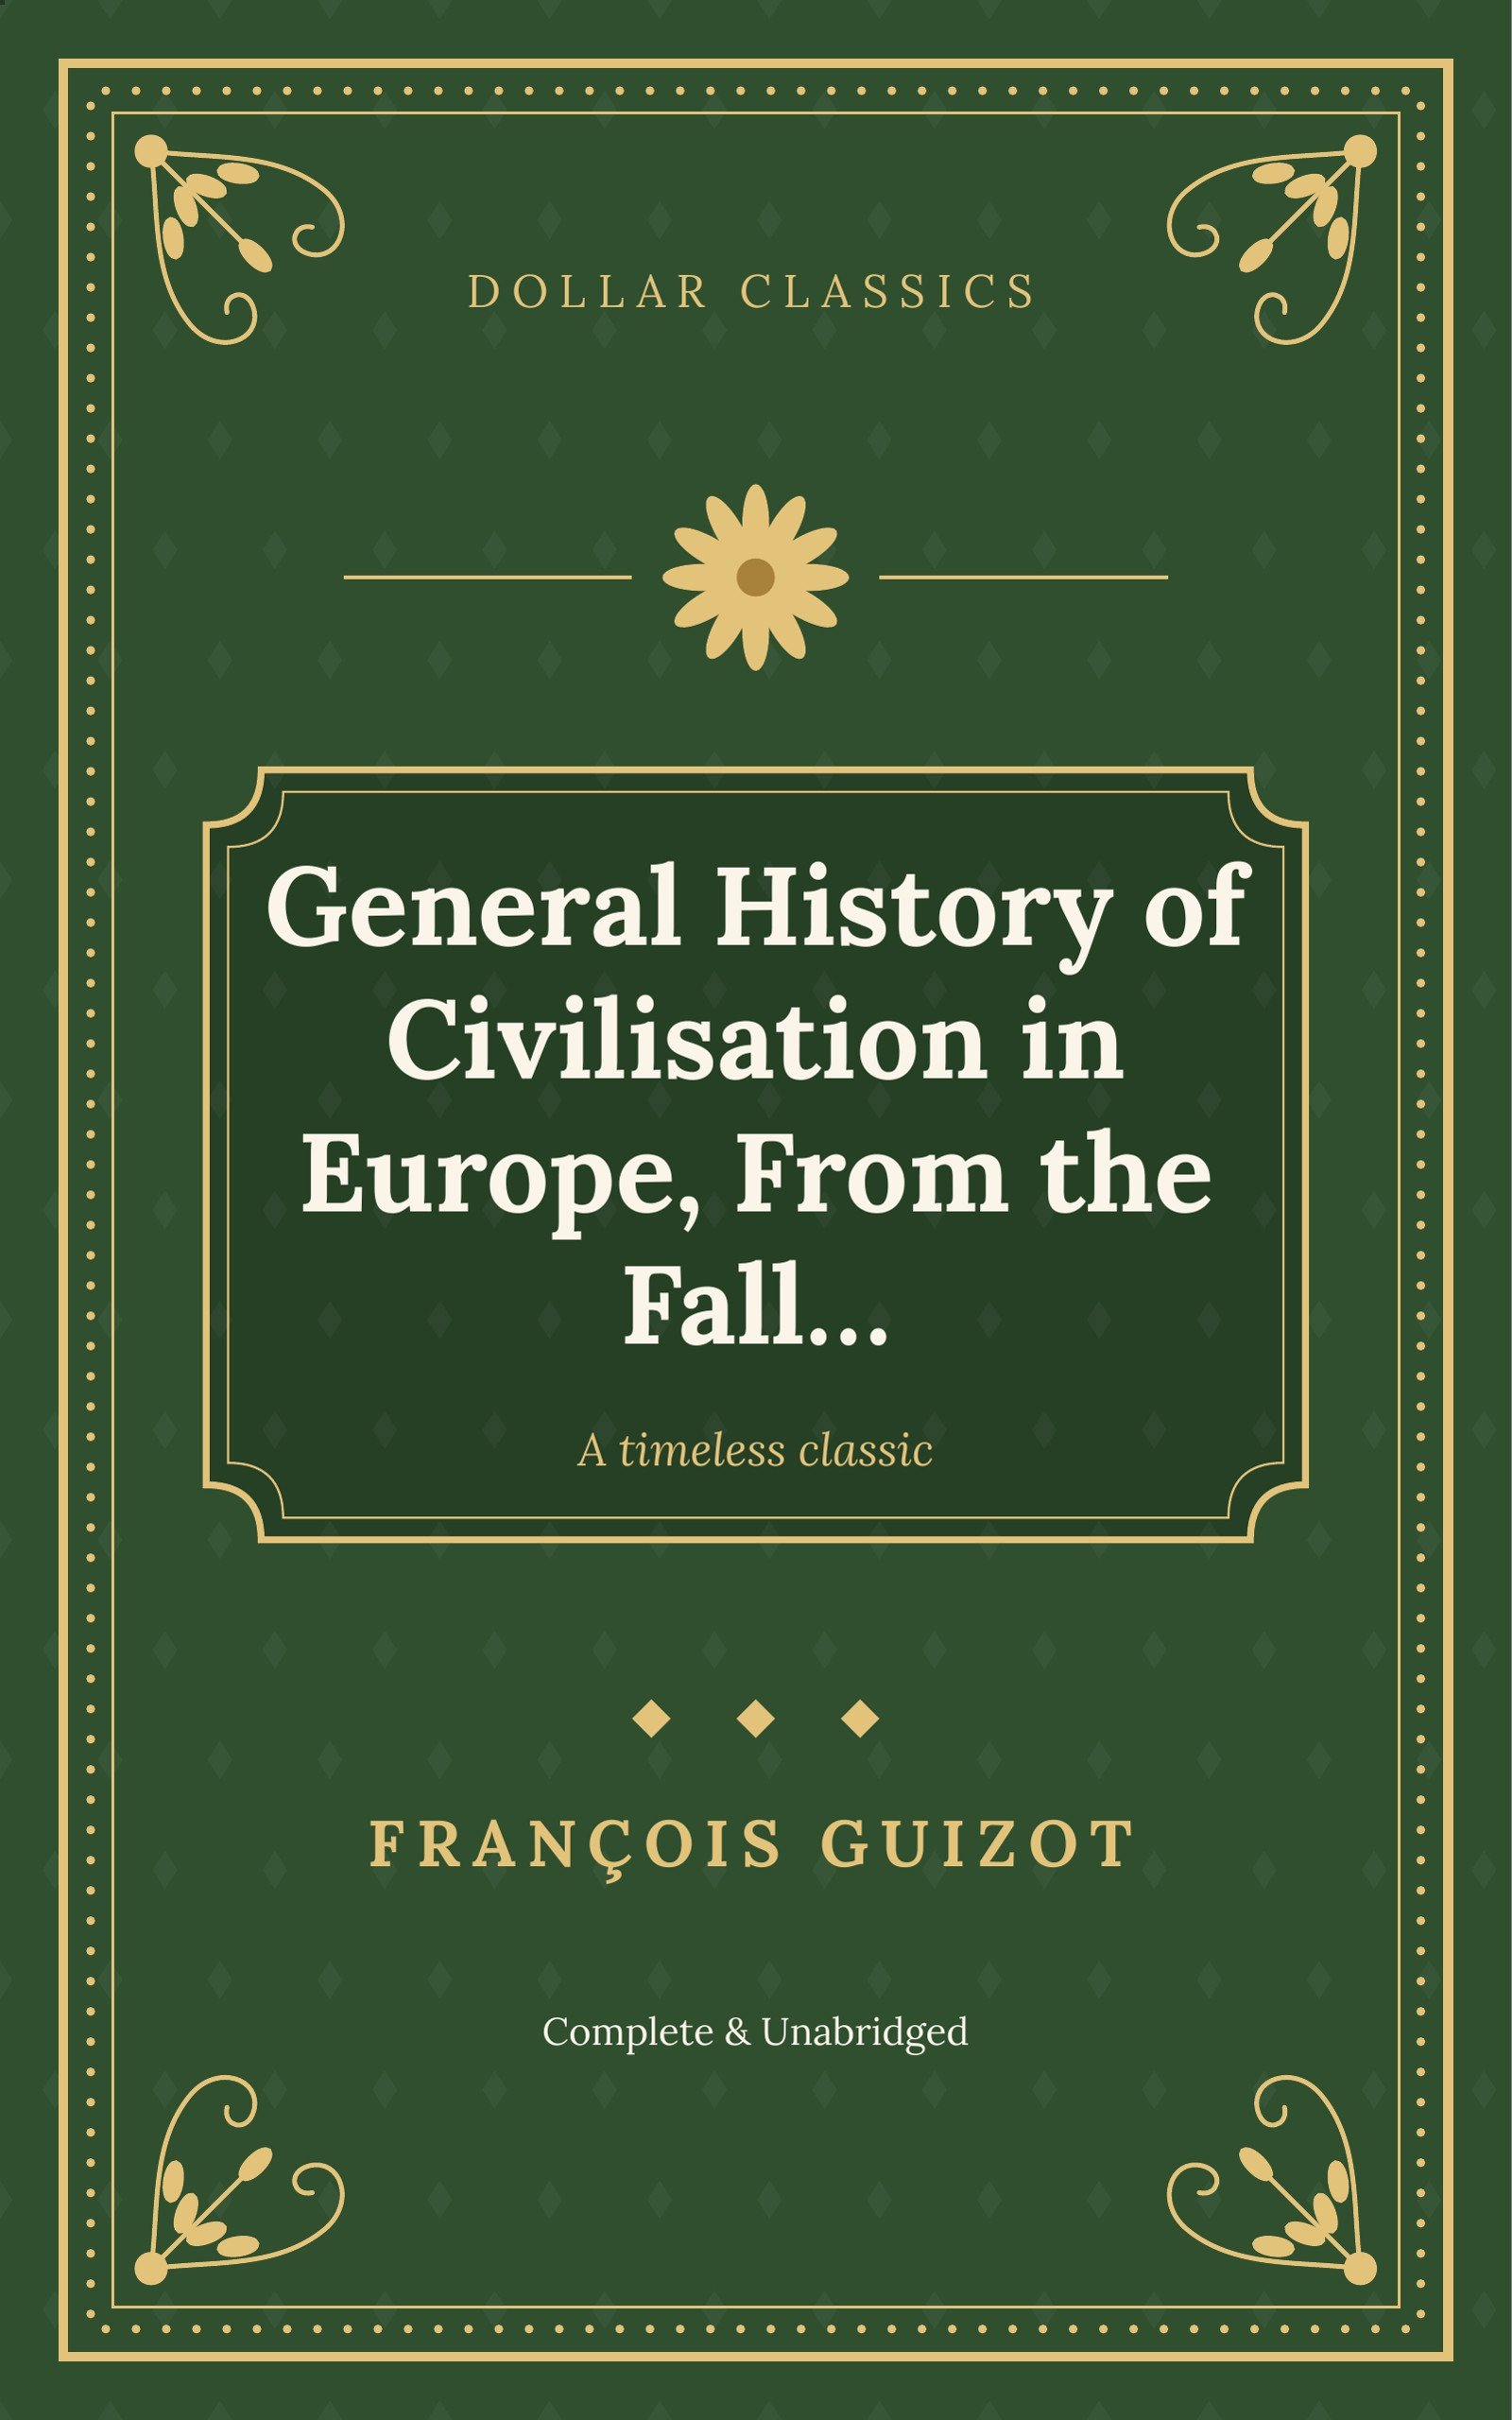 DOLLAR CLASSICS
General History of
Civilisation in
Europe, From the
Fall...
A timeless classic
FRANÇOIS GUIZOT
Complete & Unabridged